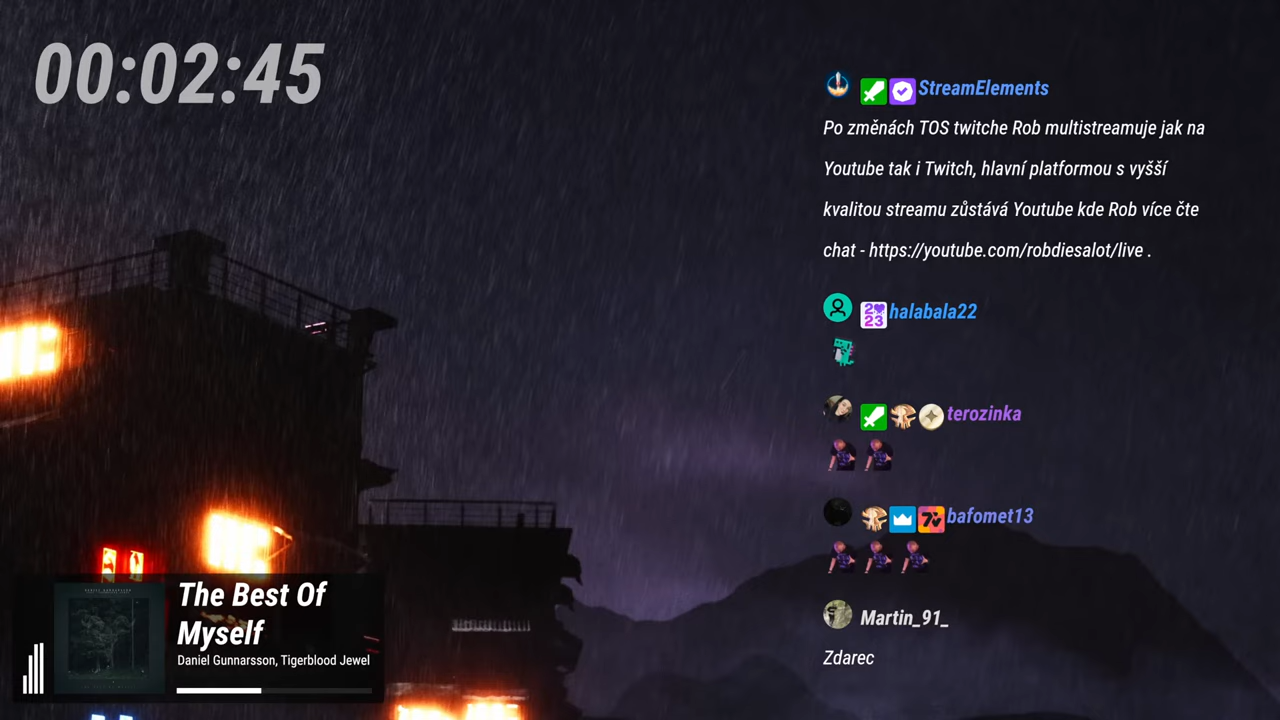 00:02:45
StreamElements
Po změnách TOS twitche Rob multistreamuje jak na
Youtube tak i Twitch, hlavní platformou s vyšší
kvalitou streamu zůstává Youtube kde Rob více čte
chat - https://youtube.com/robdiesalot/live .
halabala22
terozinka
bafomet13
Martin_91_
Zdarec
The Best Of
Myself
Daniel Gunnarsson, Tigerblood Jewel